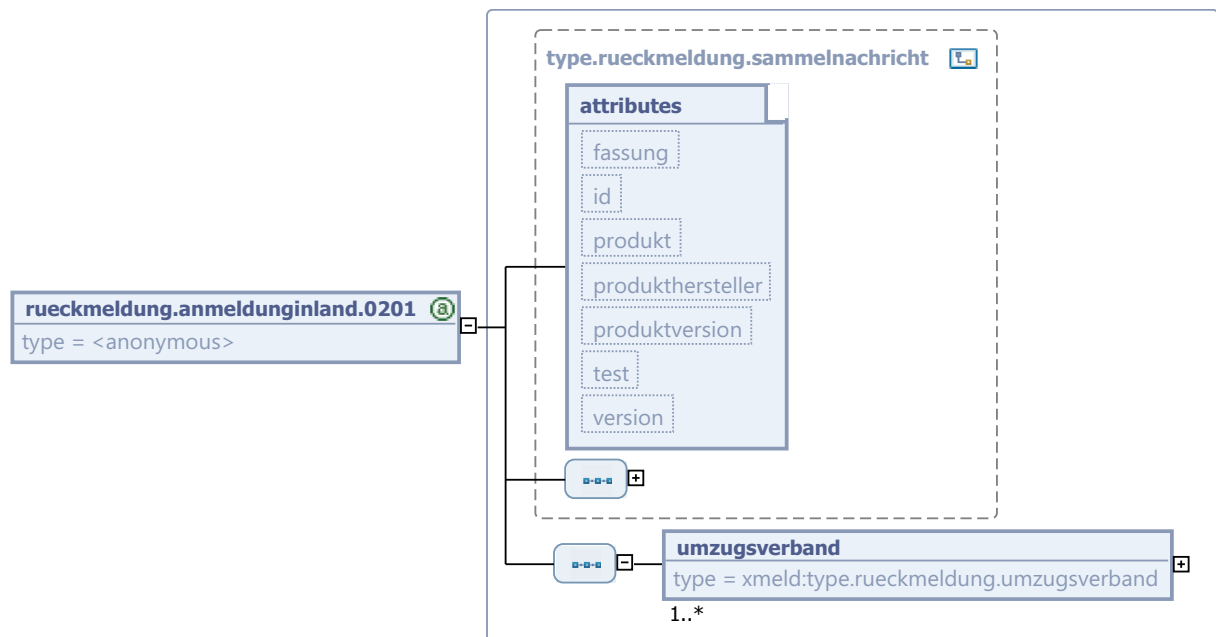 type.rueckmeldung.sammelnachricht
attributes
fassung
id
produkt
produkthersteller
produktversion
test
version
rueckmeldung.anmeldunginland.0201 @
type = <anonymous>
umzugsverband
type = xmeld:type.rueckmeldung.umzugsverband
1..*